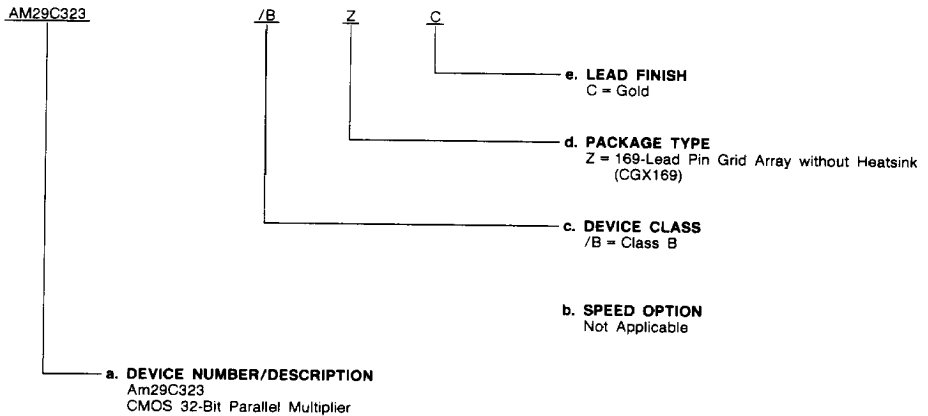 AM29C323 /B Z C
e. LEAD FINISH
C = Gold
d. PACKAGE TYPE
Z = 169-Lead Pin Grid Array without Heatsink
(CGX169)
c. DEVICE CLASS
/B = Class B
b. SPEED OPTION
Not Applicable
a. DEVICE NUMBER/DESCRIPTION
Am29C323
CMOS 32-Bit Parallel Multiplier